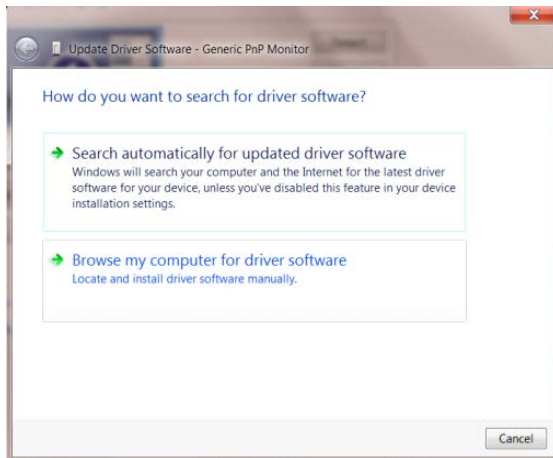 Update Driver Software - Generic PnP Monitor
How do you want to search for driver software?
Search automatically for updated driver software
Windows will search your computer and the Internet for the latest driver
software for your device, unless you've disabled this feature in your device
installation settings.
Browse my computer for driver software
Locate and install driver software manually.
Cancel